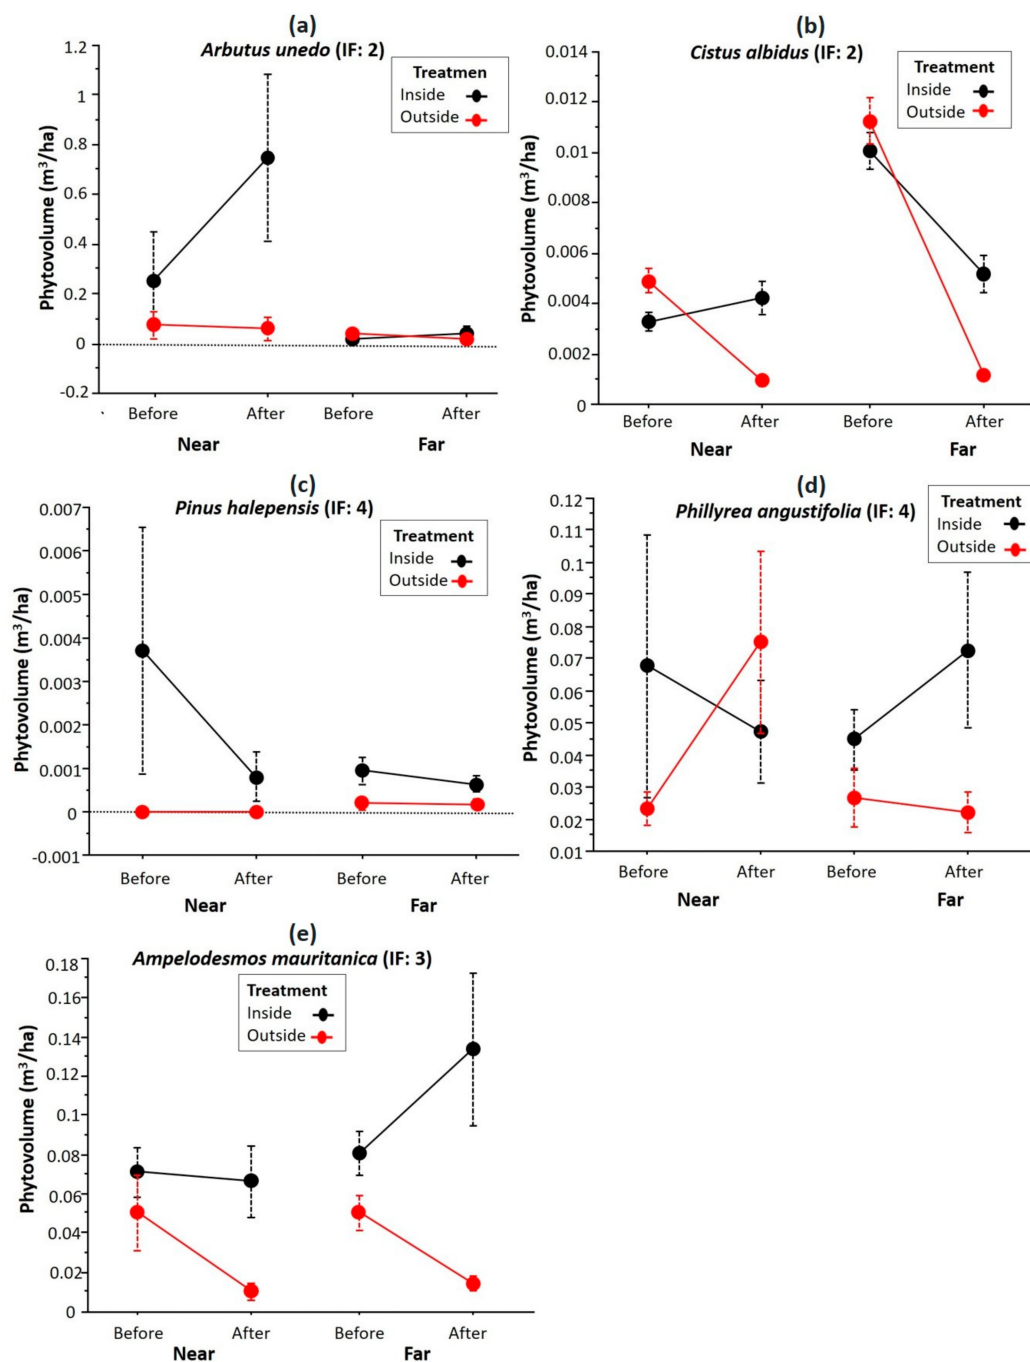 (a)
Arbutus unedo (IF: 2)
Treatmen
Inside
Outside
Phytovolume (m³/ha)
1.2
1
0.8
0.6
0.4
0.2
0
-0.2
Before After Before After
Near Far
(b)
Cistus albidus (IF: 2)
Treatment
Inside
Outside
Phytovolume (m³/ha)
0.014
0.012
0.01
0.008
0.006
0.004
0.002
0
Before After Before After
Near Far
(c)
Pinus halepensis (IF: 4)
Treatment
Inside
Outside
Phytovolume (m³/ha)
0.007
0.006
0.005
0.004
0.003
0.002
0.001
0
-0.001
Before After Before After
Near Far
(d)
Phillyrea angustifolia (IF: 4)
Treatment
Inside
Outside
Phytovolume (m³/ha)
0.12
0.11
0.1
0.09
0.08
0.07
0.06
0.05
0.04
0.03
0.02
0.01
Before After Before After
Near Far
(e)
Ampelodesmos mauritanica (IF: 3)
Treatment
Inside
Outside
Phytovolume (m³/ha)
0.18
0.16
0.14
0.12
0.1
0.08
0.06
0.04
0.02
0
Before After Before After
Near Far